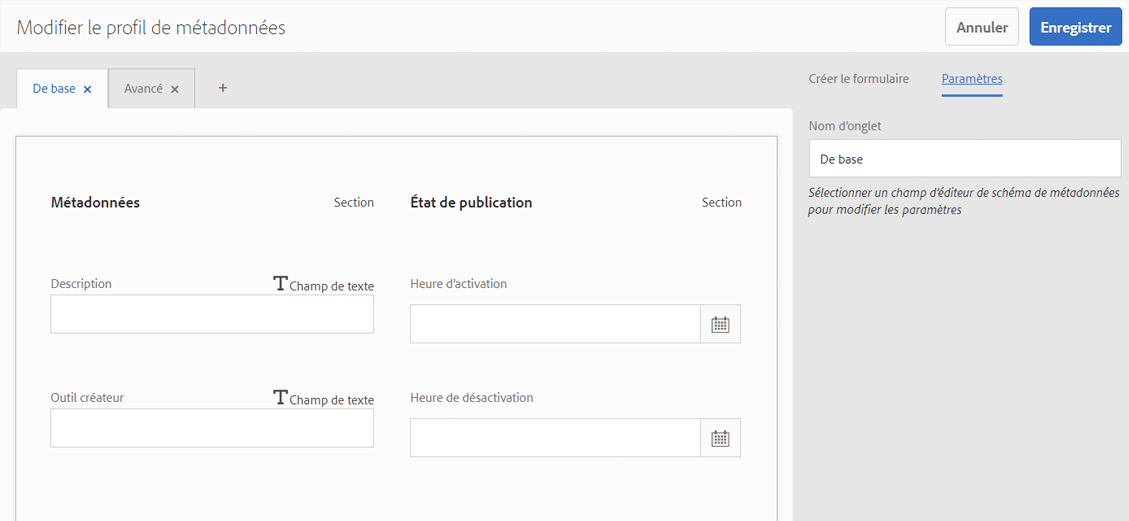 Modifier le profil de métadonnées
Annuler
Enregistrer
De base
Avancé
+
Créer le formulaire
Paramètres
Nom d'onglet
De base
Sélectionner un champ d'éditeur de schéma de métadonnées
pour modifier les paramètres
Métadonnées
Section
État de publication
Section
Description
Champ de texte
Heure d'activation
Outil créateur
Champ de texte
Heure de désactivation